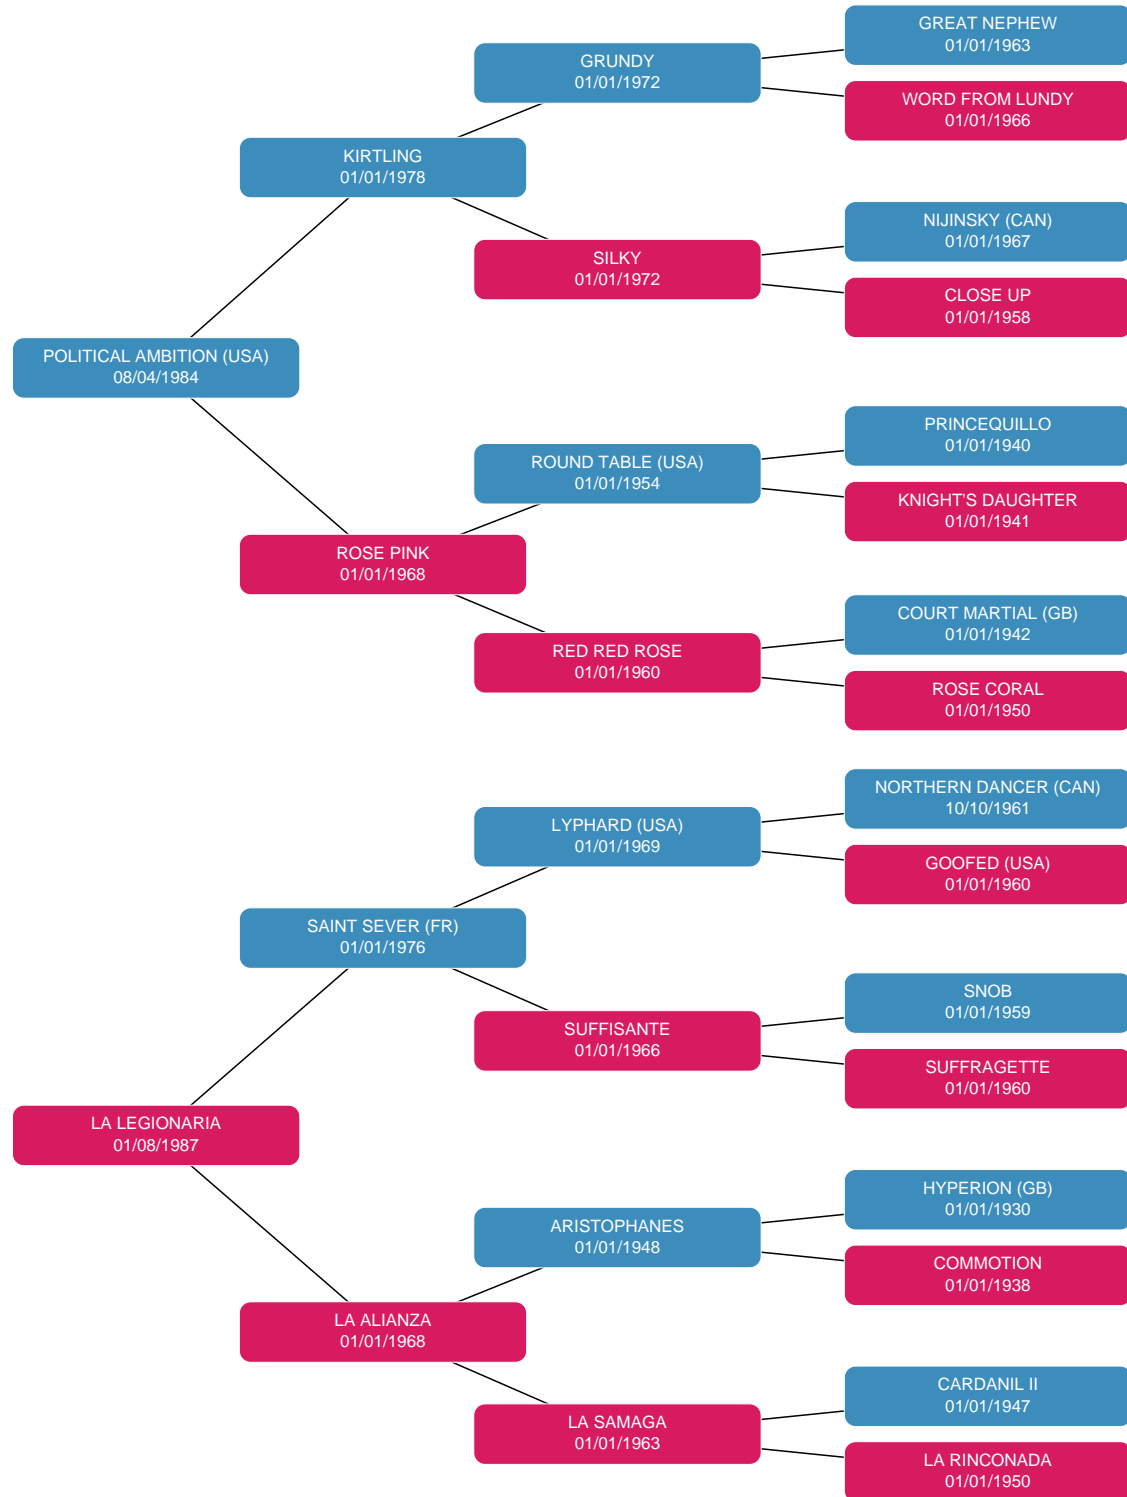 GREAT NEPHEW
01/01/1963
GRUNDY
01/01/1972
WORD FROM LUNDY
01/01/1966
KIRTLING
01/01/1978
NIJINSKY (CAN)
01/01/1967
SILKY
01/01/1972
CLOSE UP
01/01/1958
POLITICAL AMBITION (USA)
08/04/1984
PRINCEQUILLO
01/01/1940
ROUND TABLE (USA)
01/01/1954
KNIGHT'S DAUGHTER
01/01/1941
ROSE PINK
01/01/1968
COURT MARTIAL (GB)
01/01/1942
RED RED ROSE
01/01/1960
ROSE CORAL
01/01/1950
NORTHERN DANCER (CAN)
10/10/1961
LYPHARD (USA)
01/01/1969
GOOFED (USA)
01/01/1960
SAINT SEVER (FR)
01/01/1976
SNOB
01/01/1959
SUFFISANTE
01/01/1966
SUFFRAGETTE
01/01/1960
LA LEGIONARIA
01/08/1987
HYPERION (GB)
01/01/1930
ARISTOPHANES
01/01/1948
COMMOTION
01/01/1938
LA ALIANZA
01/01/1968
CARDANIL II
01/01/1947
LA SAMAGA
01/01/1963
LA RINCONADA
01/01/1950